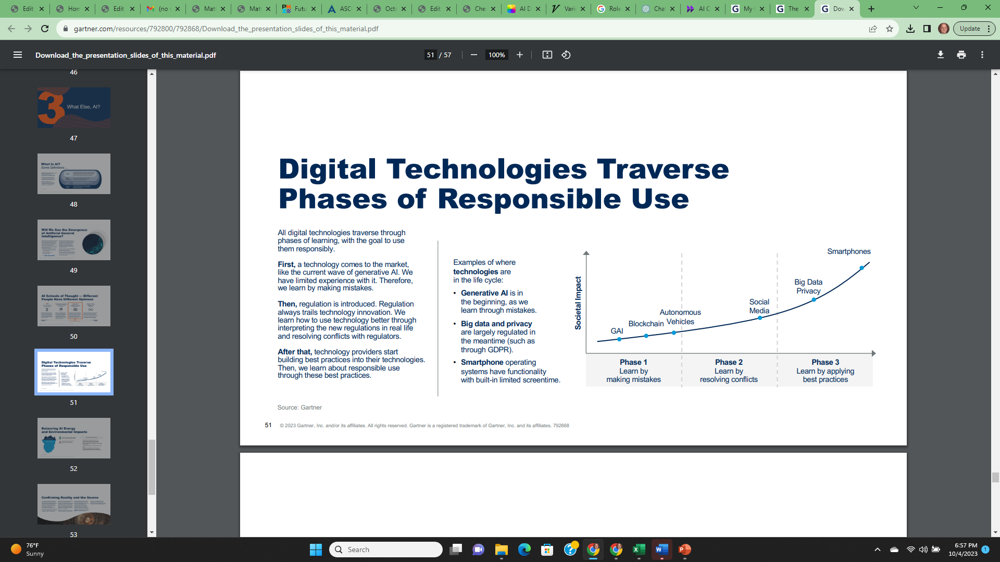 Edit
Hom
Edit
(no s
Matt
Matt
Futu
ASC
Octo
Edit
Che
AI D
Vari
Role
Cha
AI C
My
The
Dow
gartner.com/resources/792800/792868/Download_the_presentation_slides_of_this_material.pdf
Update
Download_the_presentation_slides_of_this_material.pdf
51 / 57
100%
46
3 What Else, AI?
47
What Is AI?
Some Definitions
48
Will We See the Emergence
of Artificial General
Intelligence?
49
AI Schools of Thought — Different
People Have Different Opinions
50
Digital Technologies Traverse
Phases of Responsible Use
51
Balancing AI Energy
and Environmental Impacts
52
Confirming Reality and the Source
53
Digital Technologies Traverse
Phases of Responsible Use
All digital technologies traverse through
phases of learning, with the goal to use
them responsibly.
First, a technology comes to the market,
like the current wave of generative AI. We
have limited experience with it. Therefore,
we learn by making mistakes.
Then, regulation is introduced. Regulation
always trails technology innovation. We
learn how to use technology better through
interpreting the new regulations in real life
and resolving conflicts with regulators.
After that, technology providers start
building best practices into their technologies.
Then, we learn about responsible use
through these best practices.
Examples of where
technologies are
in the life cycle:
• Generative AI is in
the beginning, as we
learn through mistakes.
• Big data and privacy
are largely regulated in
the meantime (such as
through GDPR).
• Smartphone operating
systems have functionality
with built-in limited screentime.
Societal Impact
GAI
Blockchain
Autonomous
Vehicles
Social
Media
Big Data
Privacy
Smartphones
Phase 1
Learn by
making mistakes
Phase 2
Learn by
resolving conflicts
Phase 3
Learn by applying
best practices
Source: Gartner
51 © 2023 Gartner, Inc. and/or its affiliates. All rights reserved. Gartner is a registered trademark of Gartner, Inc. and its affiliates. 792868
76°F
Sunny
Search
6:57 PM
10/4/2023
1